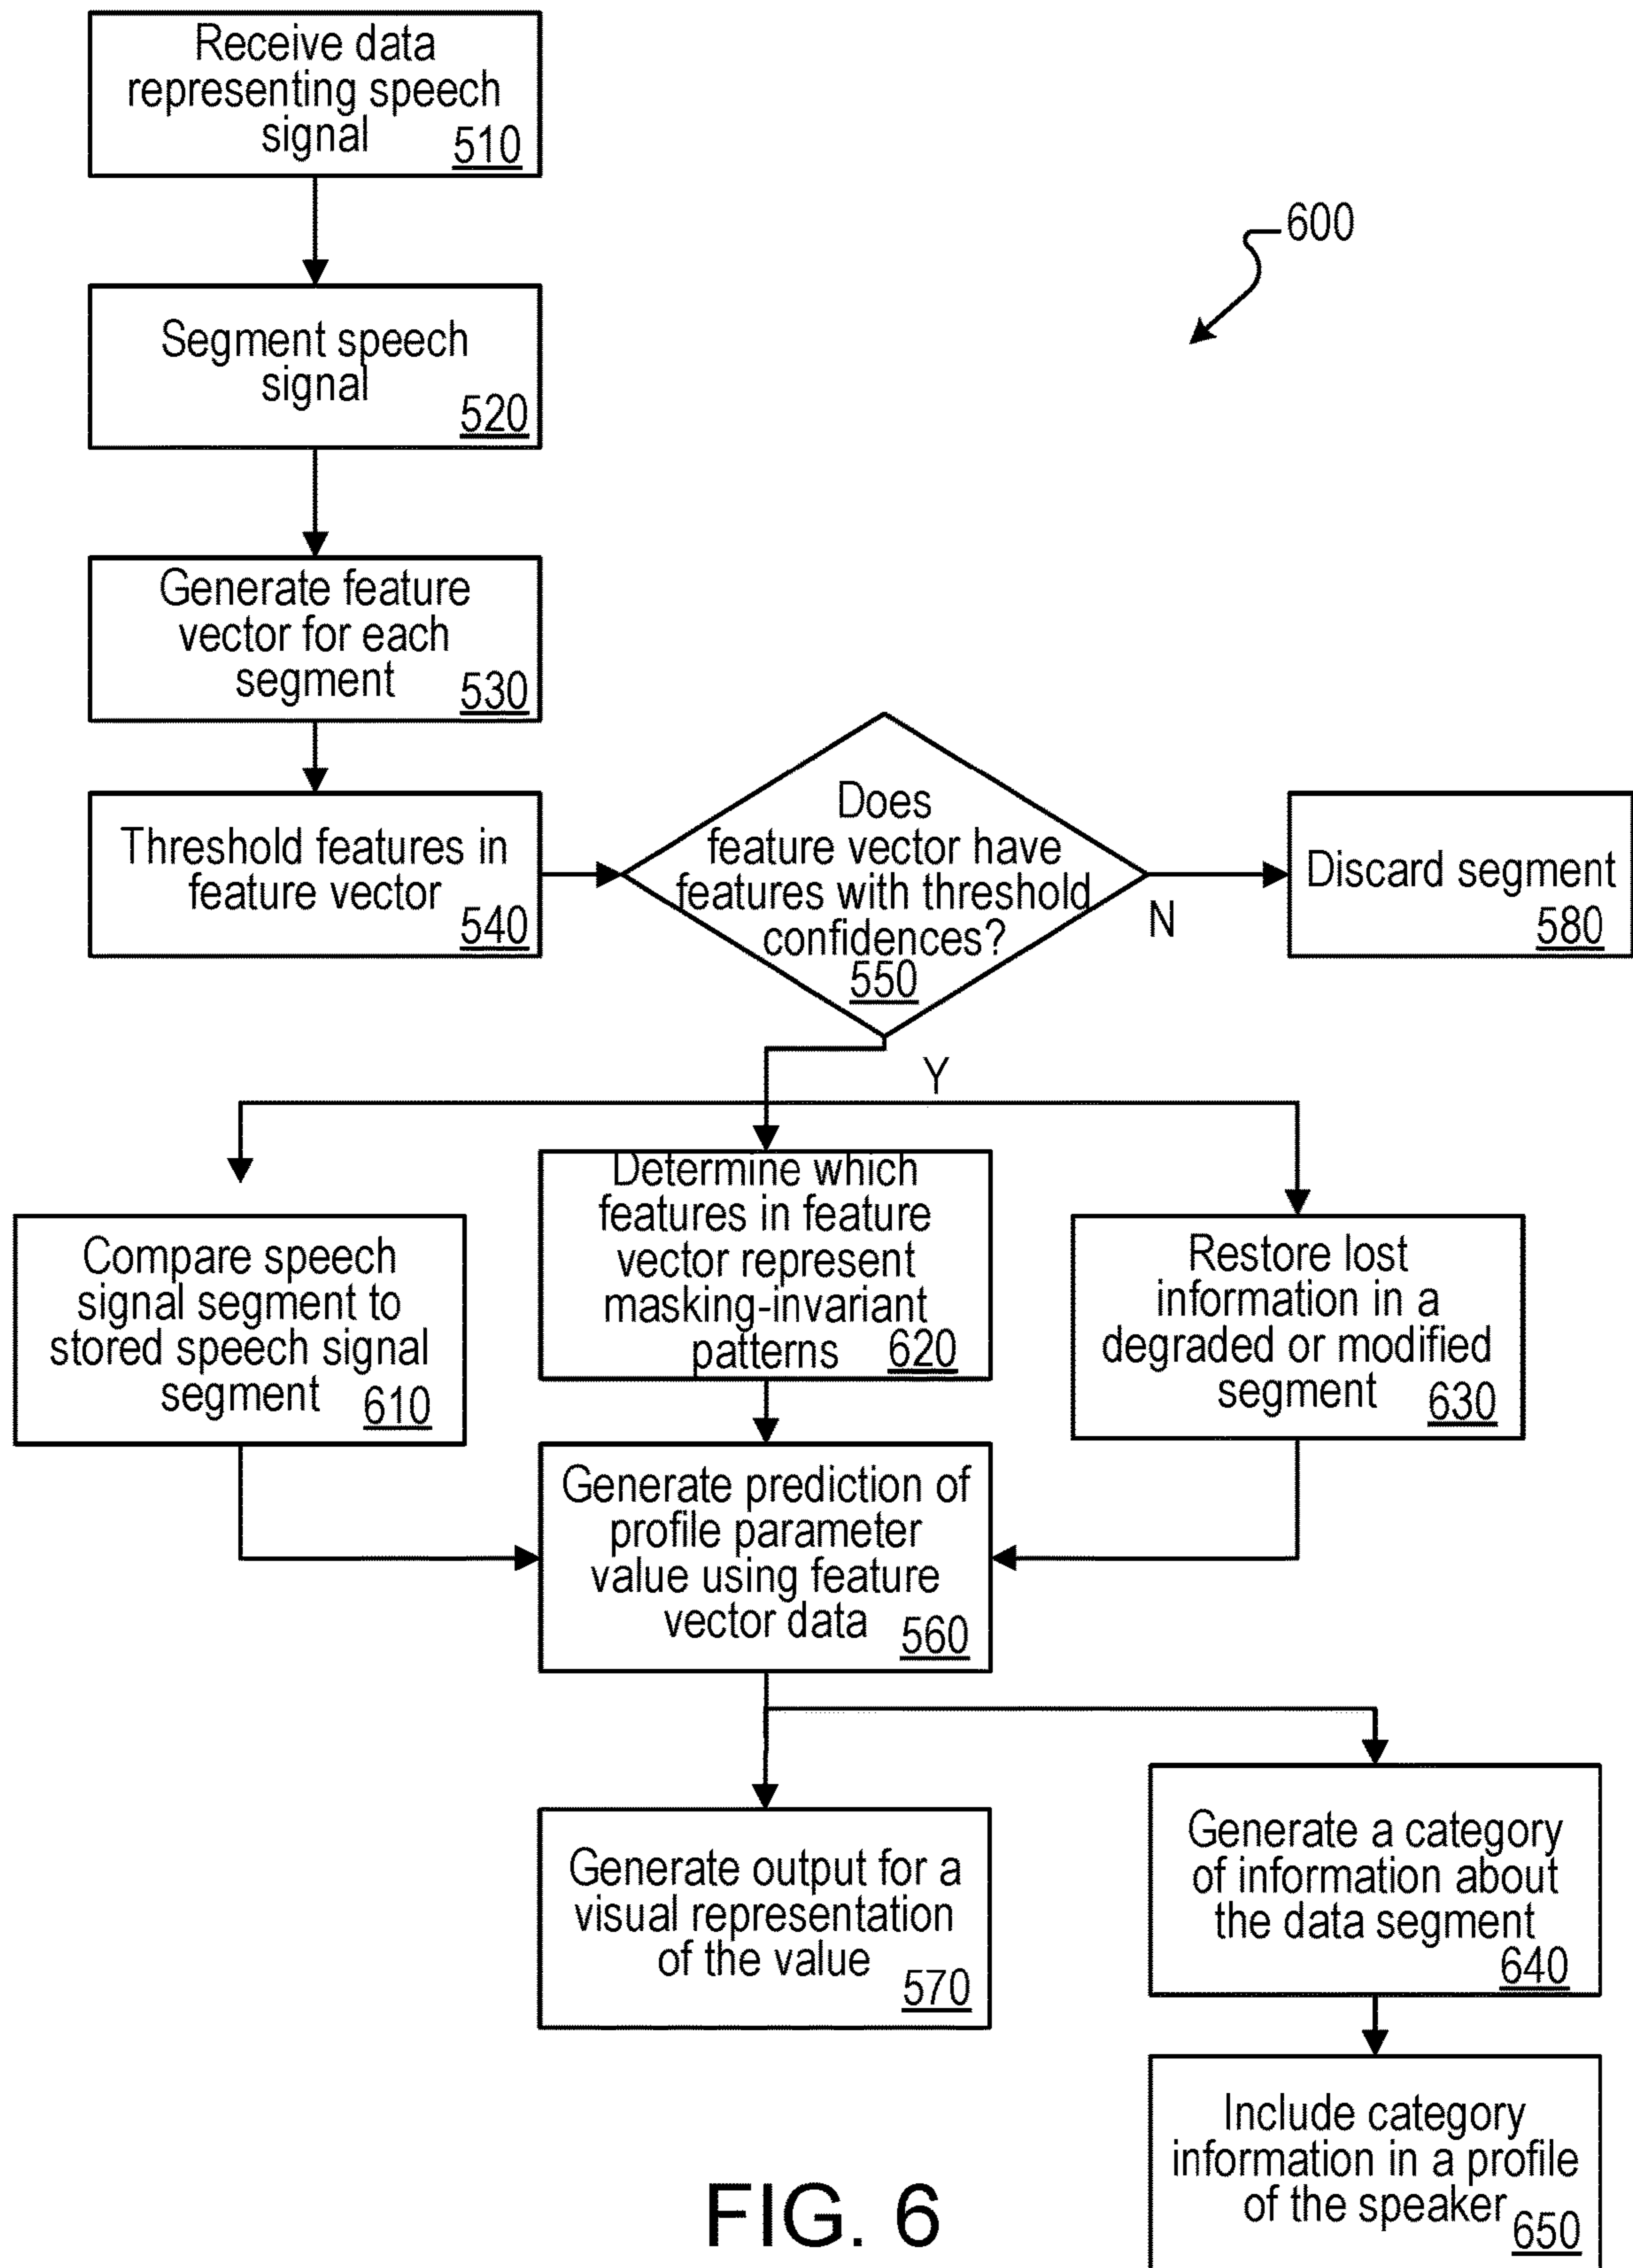 Receive data
representing speech
signal
510
600
Segment speech
signal
520
Generate feature
vector for each
segment
530
Threshold features in
feature vector
540
Does
feature vector have
features with threshold
confidences?
550
N
Discard segment
580
Y
Compare speech
signal segment to
stored speech signal
segment
610
Determine which
features in feature
vector represent
masking-invariant
patterns
620
Restore lost
information in a
degraded or modified
segment
630
Generate prediction of
profile parameter
value using feature
vector data
560
Generate output for a
visual representation
of the value
570
Generate a category
of information about
the data segment
640
Include category
information in a profile
of the speaker
650
FIG. 6